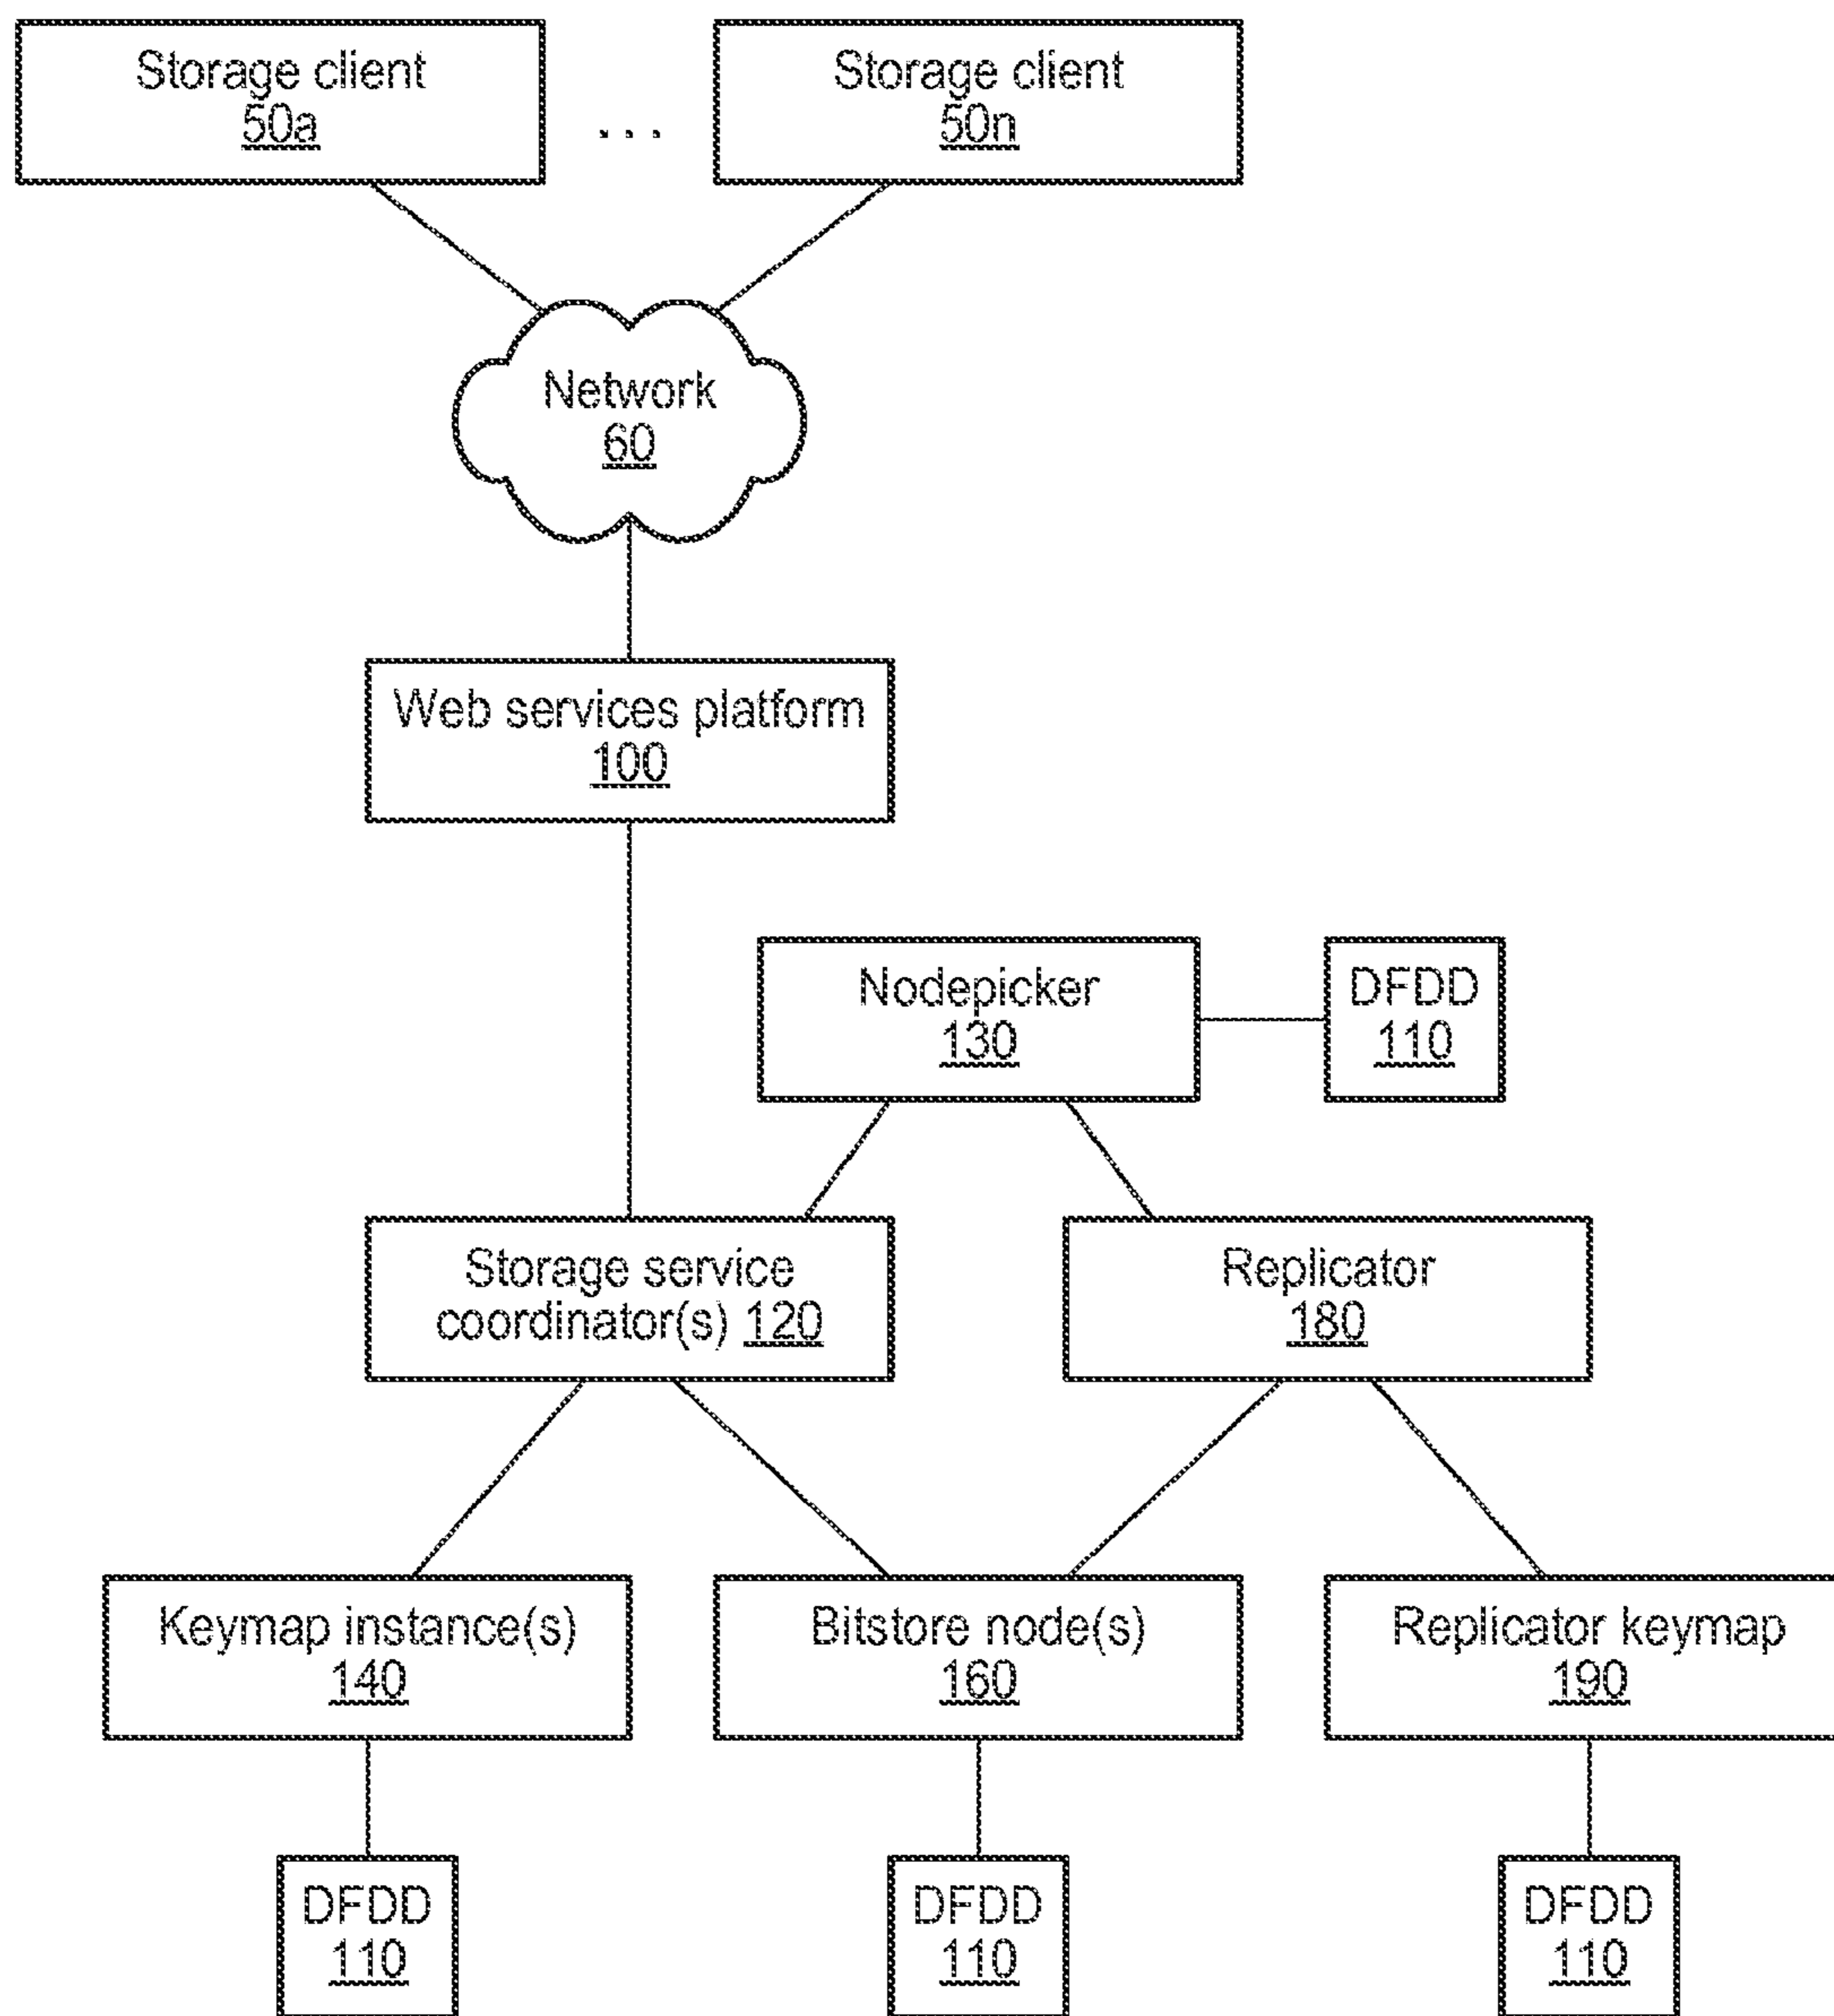 Storage client
50a
...
Storage client
50n
Network
60
Web services platform
100
Nodepicker
130
DFDD
110
Storage service
coordinator(s) 120
Replicator
180
Keymap instance(s)
140
Bitstore node(s)
160
Replicator keymap
190
DFDD
110
DFDD
110
DFDD
110